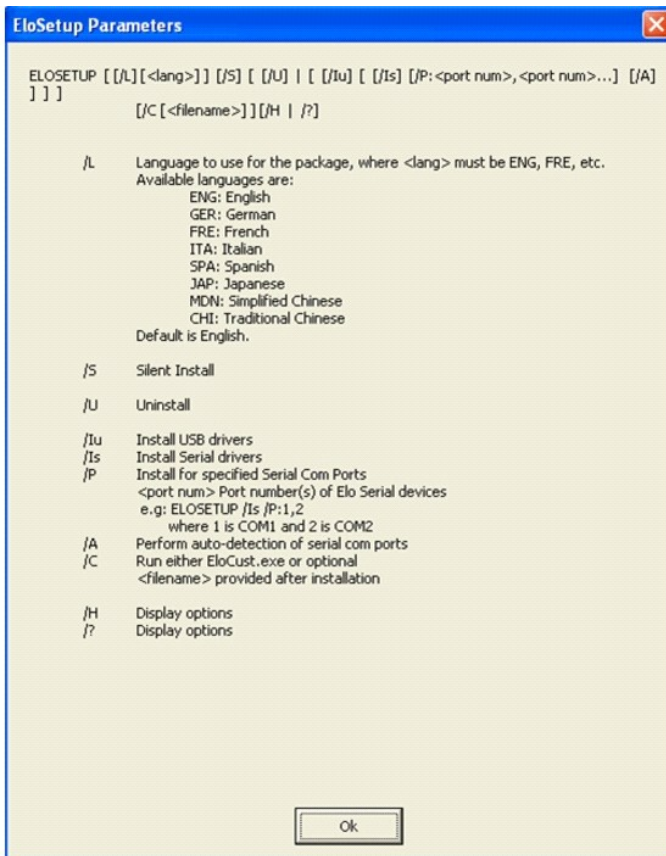 EloSetup Parameters
ELOSETUP [ [/L] [<lang>] ] [/S] [ [/U] | [ [/Iu] [ [/Is] [/P:<port num>,<port num>...] [/A]
] ] ]
[/C [<filename>] ] [/H | /?]
/L Language to use for the package, where <lang> must be ENG, FRE, etc.
Available languages are:
ENG: English
GER: German
FRE: French
ITA: Italian
SPA: Spanish
JAP: Japanese
MDN: Simplified Chinese
CHI: Traditional Chinese
Default is English.
/S Silent Install
/U Uninstall
/Iu Install USB drivers
/Is Install Serial drivers
/P Install for specified Serial Com Ports
<port num> Port number(s) of Elo Serial devices
e.g: ELOSETUP /Is /P:1,2
where 1 is COM1 and 2 is COM2
/A Perform auto-detection of serial com ports
/C Run either EloCust.exe or optional
<filename> provided after installation
/H Display options
/? Display options
Ok